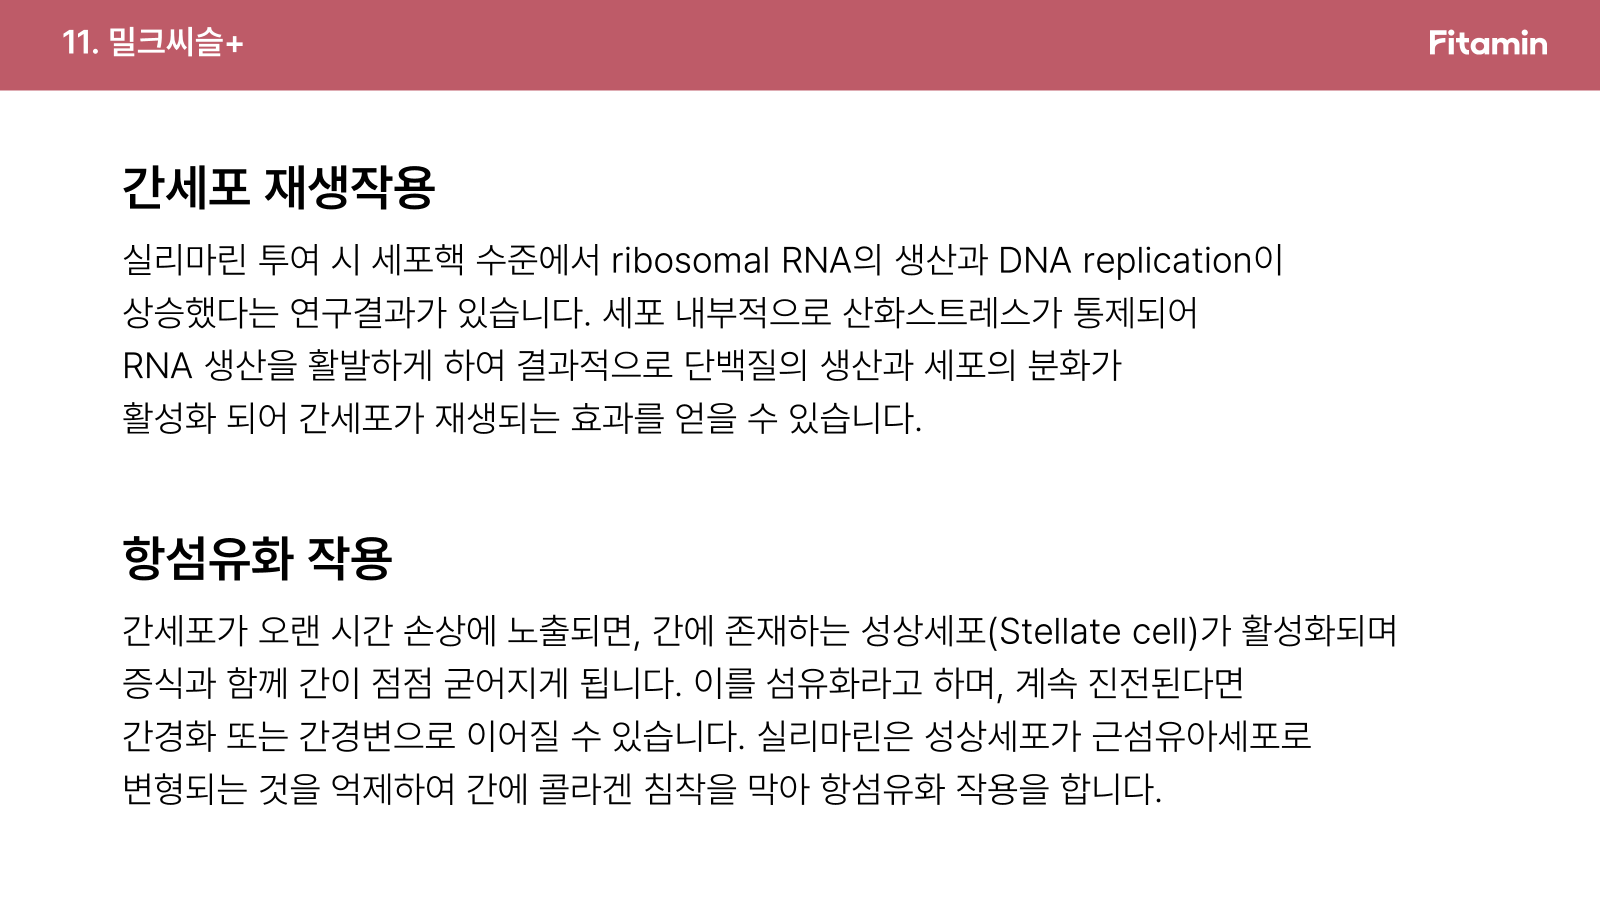 11. 밀크씨슬+
Fitamin
간세포 재생작용
실리마린 투여 시 세포핵 수준에서 ribosomal RNA의 생산과 DNA replication이
상승했다는 연구결과가 있습니다. 세포 내부적으로 산화스트레스가 통제되어
RNA 생산을 활발하게 하여 결과적으로 단백질의 생산과 세포의 분화가
활성화 되어 간세포가 재생되는 효과를 얻을 수 있습니다.
항섬유화 작용
간세포가 오랜 시간 손상에 노출되면, 간에 존재하는 성상세포(Stellate cell)가 활성화되며
증식과 함께 간이 점점 굳어지게 됩니다. 이를 섬유화라고 하며, 계속 진전된다면
간경화 또는 간경변으로 이어질 수 있습니다. 실리마린은 성상세포가 근섬유아세포로
변형되는 것을 억제하여 간에 콜라겐 침착을 막아 항섬유화 작용을 합니다.